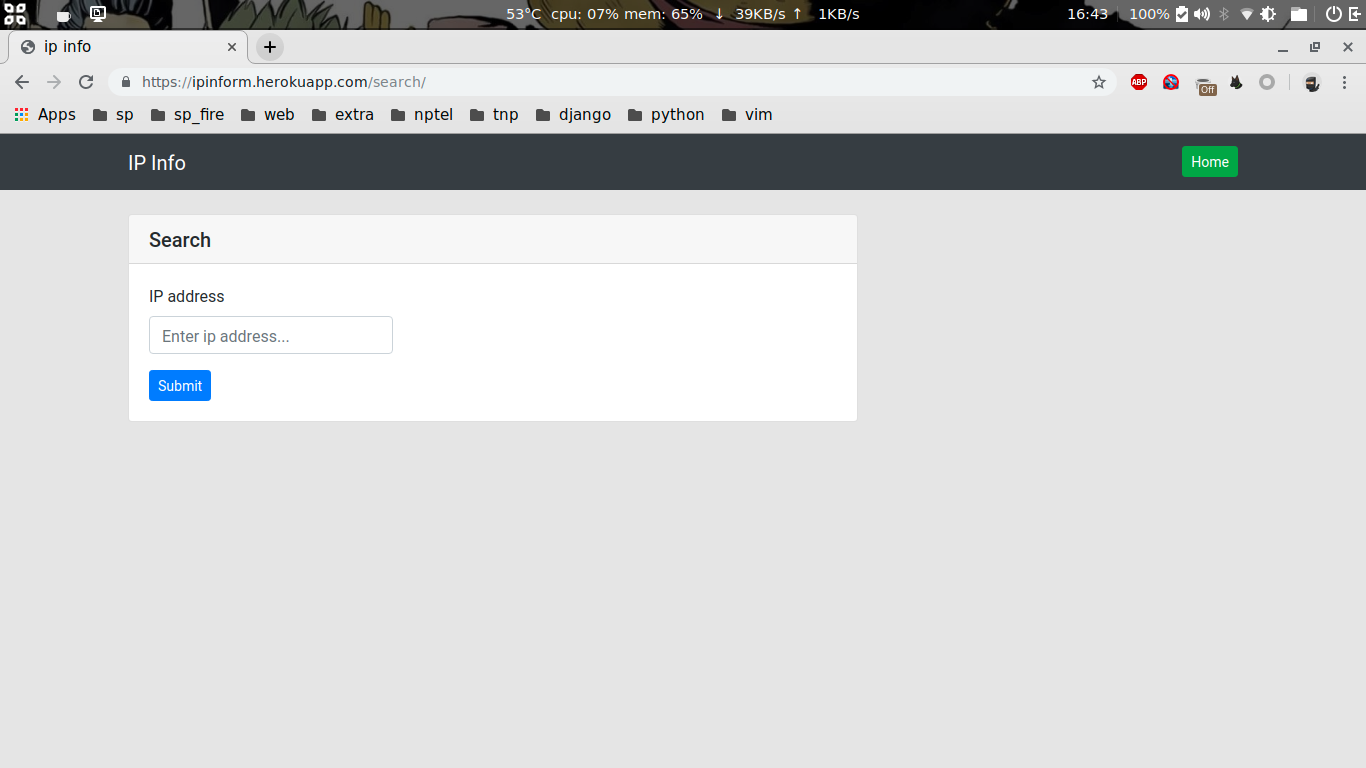 53°C cpu: 07% mem: 65% ↓ 39KB/s ↑ 1KB/s 16:43 100%
ip info
https://ipinform.herokuapp.com/search/ ABP Off
Apps sp sp_fire web extra nptel tnp django python vim
IP Info Home
Search
IP address
Enter ip address...
Submit